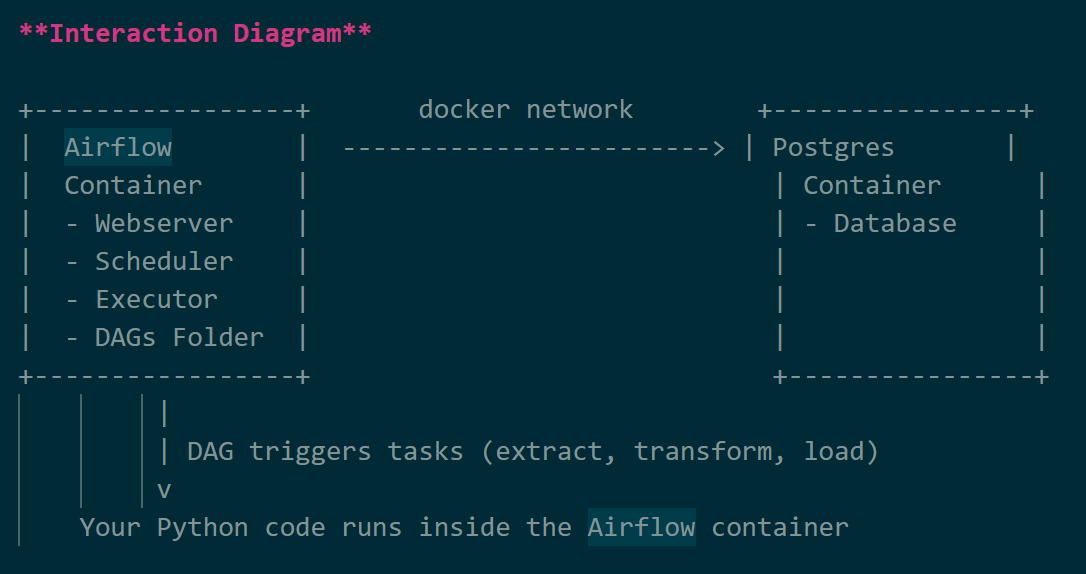 **Interaction Diagram**
+-----------------+       docker network        +----------------+
|  Airflow        |  ------------------------> | Postgres       |
|  Container      |                              | Container      |
|  - Webserver    |                              | - Database     |
|  - Scheduler    |                              |                |
|  - Executor     |                              |                |
|  - DAGs Folder  |                              |                |
+-----------------+                              +----------------+
         |
         | DAG triggers tasks (extract, transform, load)
         v
    Your Python code runs inside the Airflow container